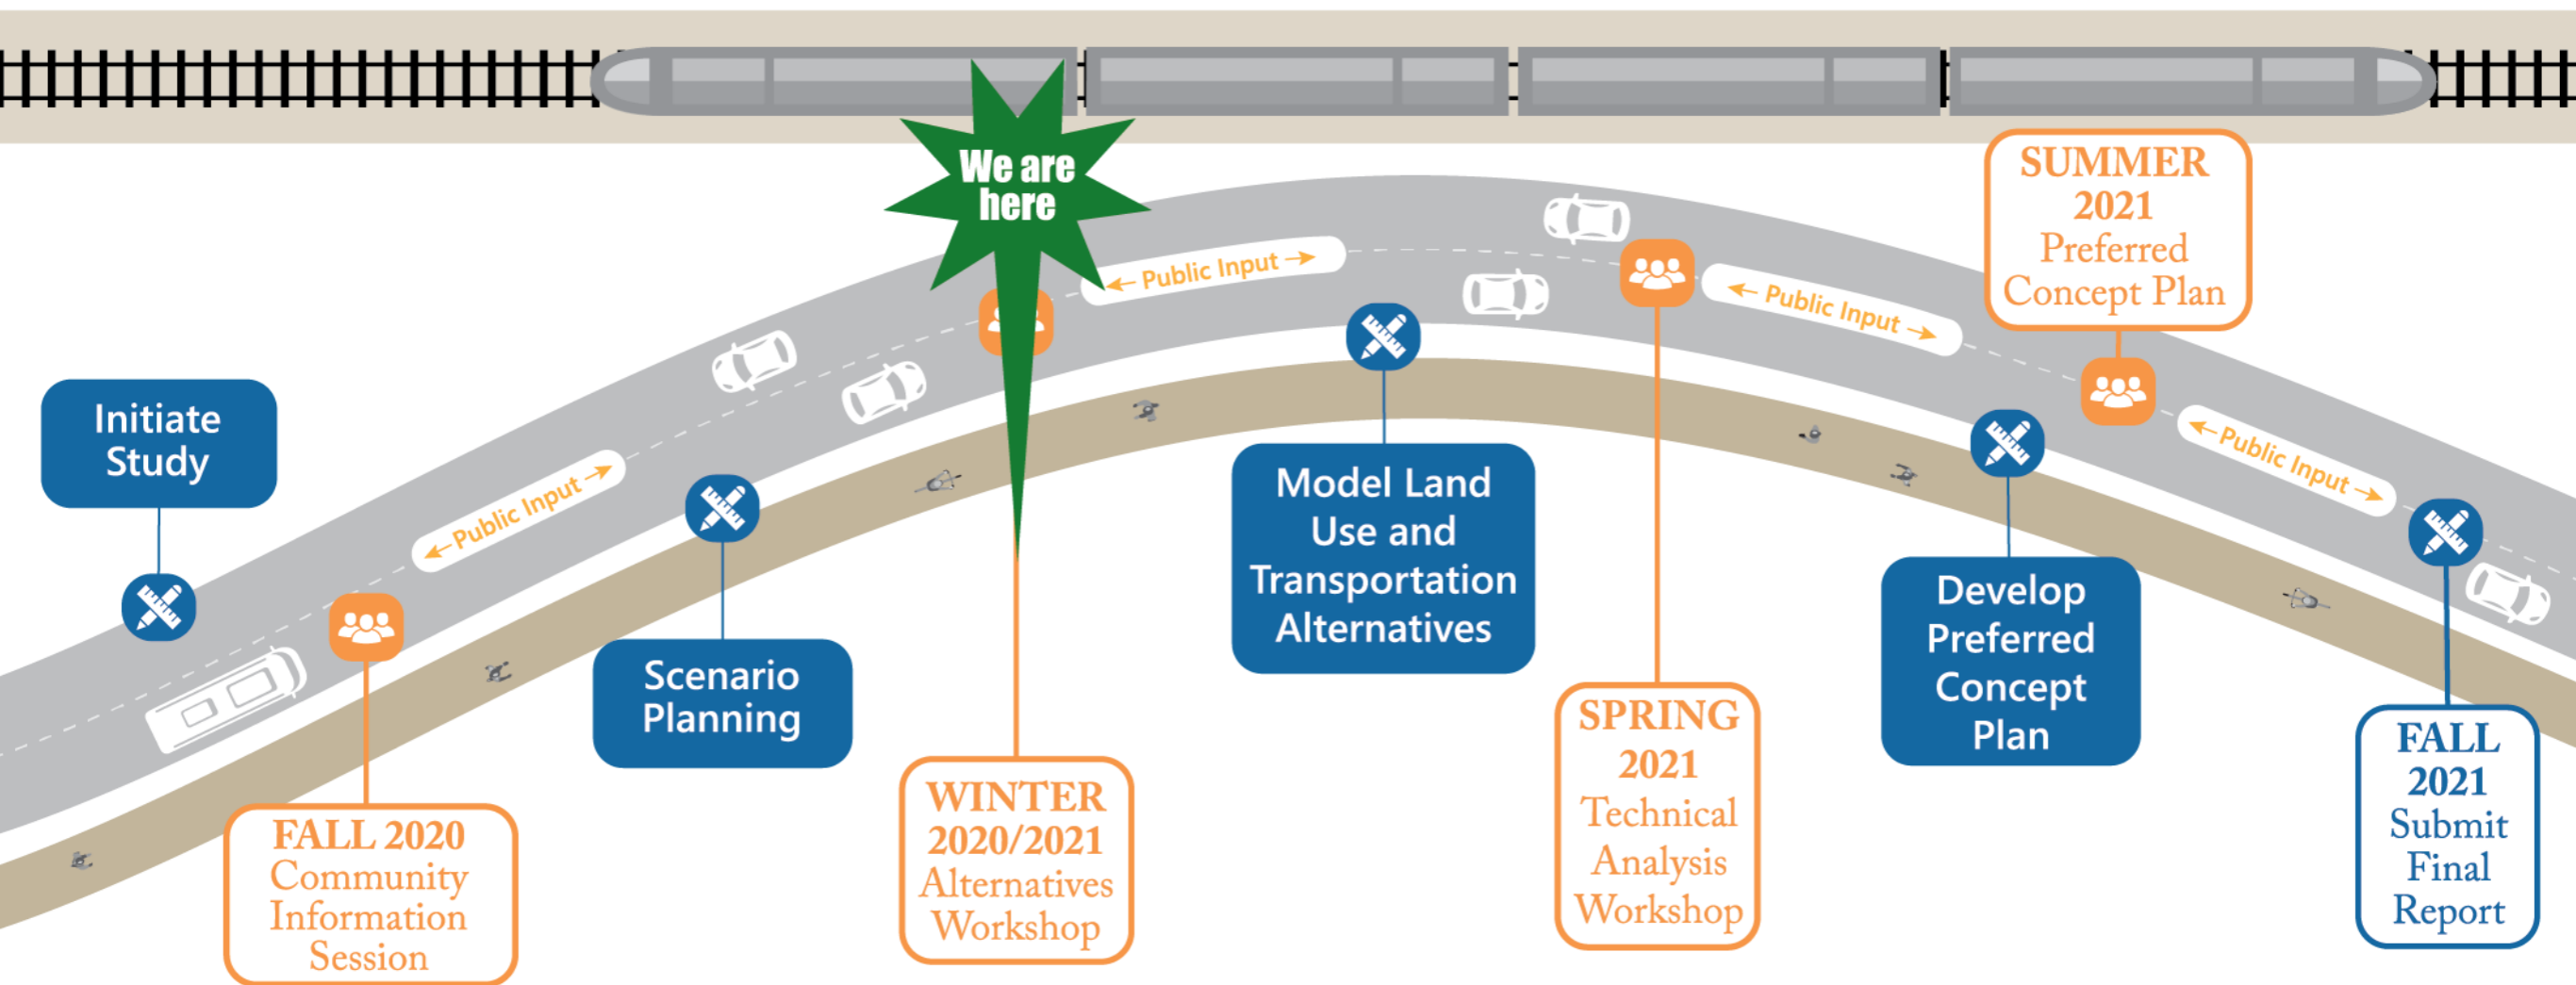 We are
here
SUMMER
2021
Preferred
Concept Plan
← Public Input →
← Public Input →
← Public Input →
← Public Input →
Initiate
Study
FALL 2020
Community
Information
Session
Scenario
Planning
WINTER
2020/2021
Alternatives
Workshop
Model Land
Use and
Transportation
Alternatives
SPRING
2021
Technical
Analysis
Workshop
Develop
Preferred
Concept
Plan
FALL
2021
Submit
Final
Report